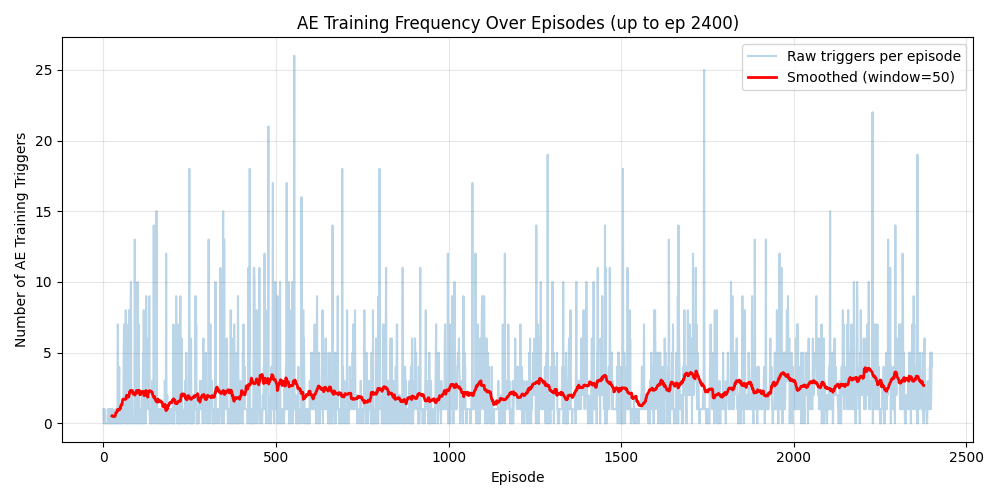 AE Training Frequency Over Episodes (up to ep 2400)
Raw triggers per episode
Smoothed (window=50)
Number of AE Training Triggers
25
20
15
10
5
0
0 500 1000 1500 2000 2500
Episode